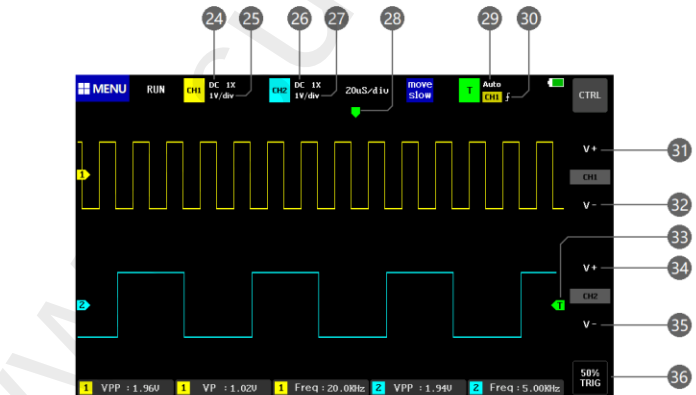 24 25 26 27 28 29 30
MENU RUN CH1 DC 1X 1V/div CH2 DC 1X 1V/div 20uS/div move slow T Auto CH1 CTRL
V+ 31
1 CH1
V- 32
33
V+ 34
2 T CH2
V- 35
50% TRIG 36
1 VPP :1.96V 1 VP :1.02V 1 Freq:20.0KHz 2 VPP :1.94V 2 Freq:5.00KHz